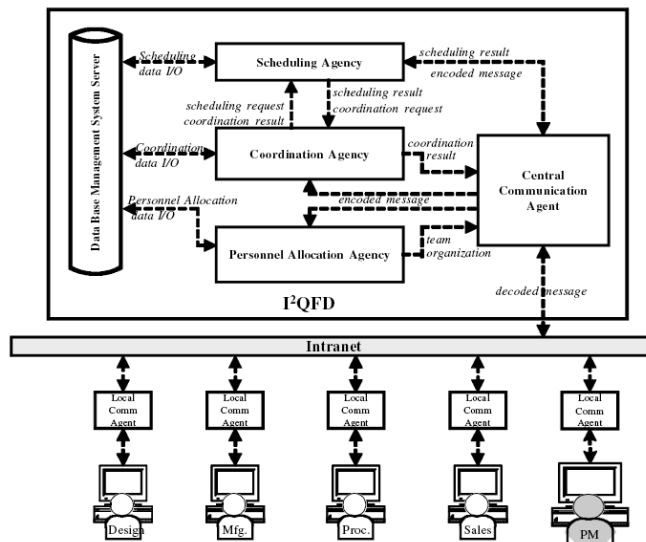 Scheduling
data I/O
Scheduling Agency
scheduling result
encoded message
scheduling request
coordination result
scheduling result
coordination request
Data Base Management System Server
Coordination
data I/O
Coordination Agency
coordination
result
Central
Communication
Agent
Personnel Allocation
data I/O
encoded message
Personnel Allocation Agency
team
organization
I²QFD
decoded message
Intranet
Local
Comm
Agent
Local
Comm
Agent
Local
Comm
Agent
Local
Comm
Agent
Local
Comm
Agent
Design
Mfg.
Proc.
Sales
PM